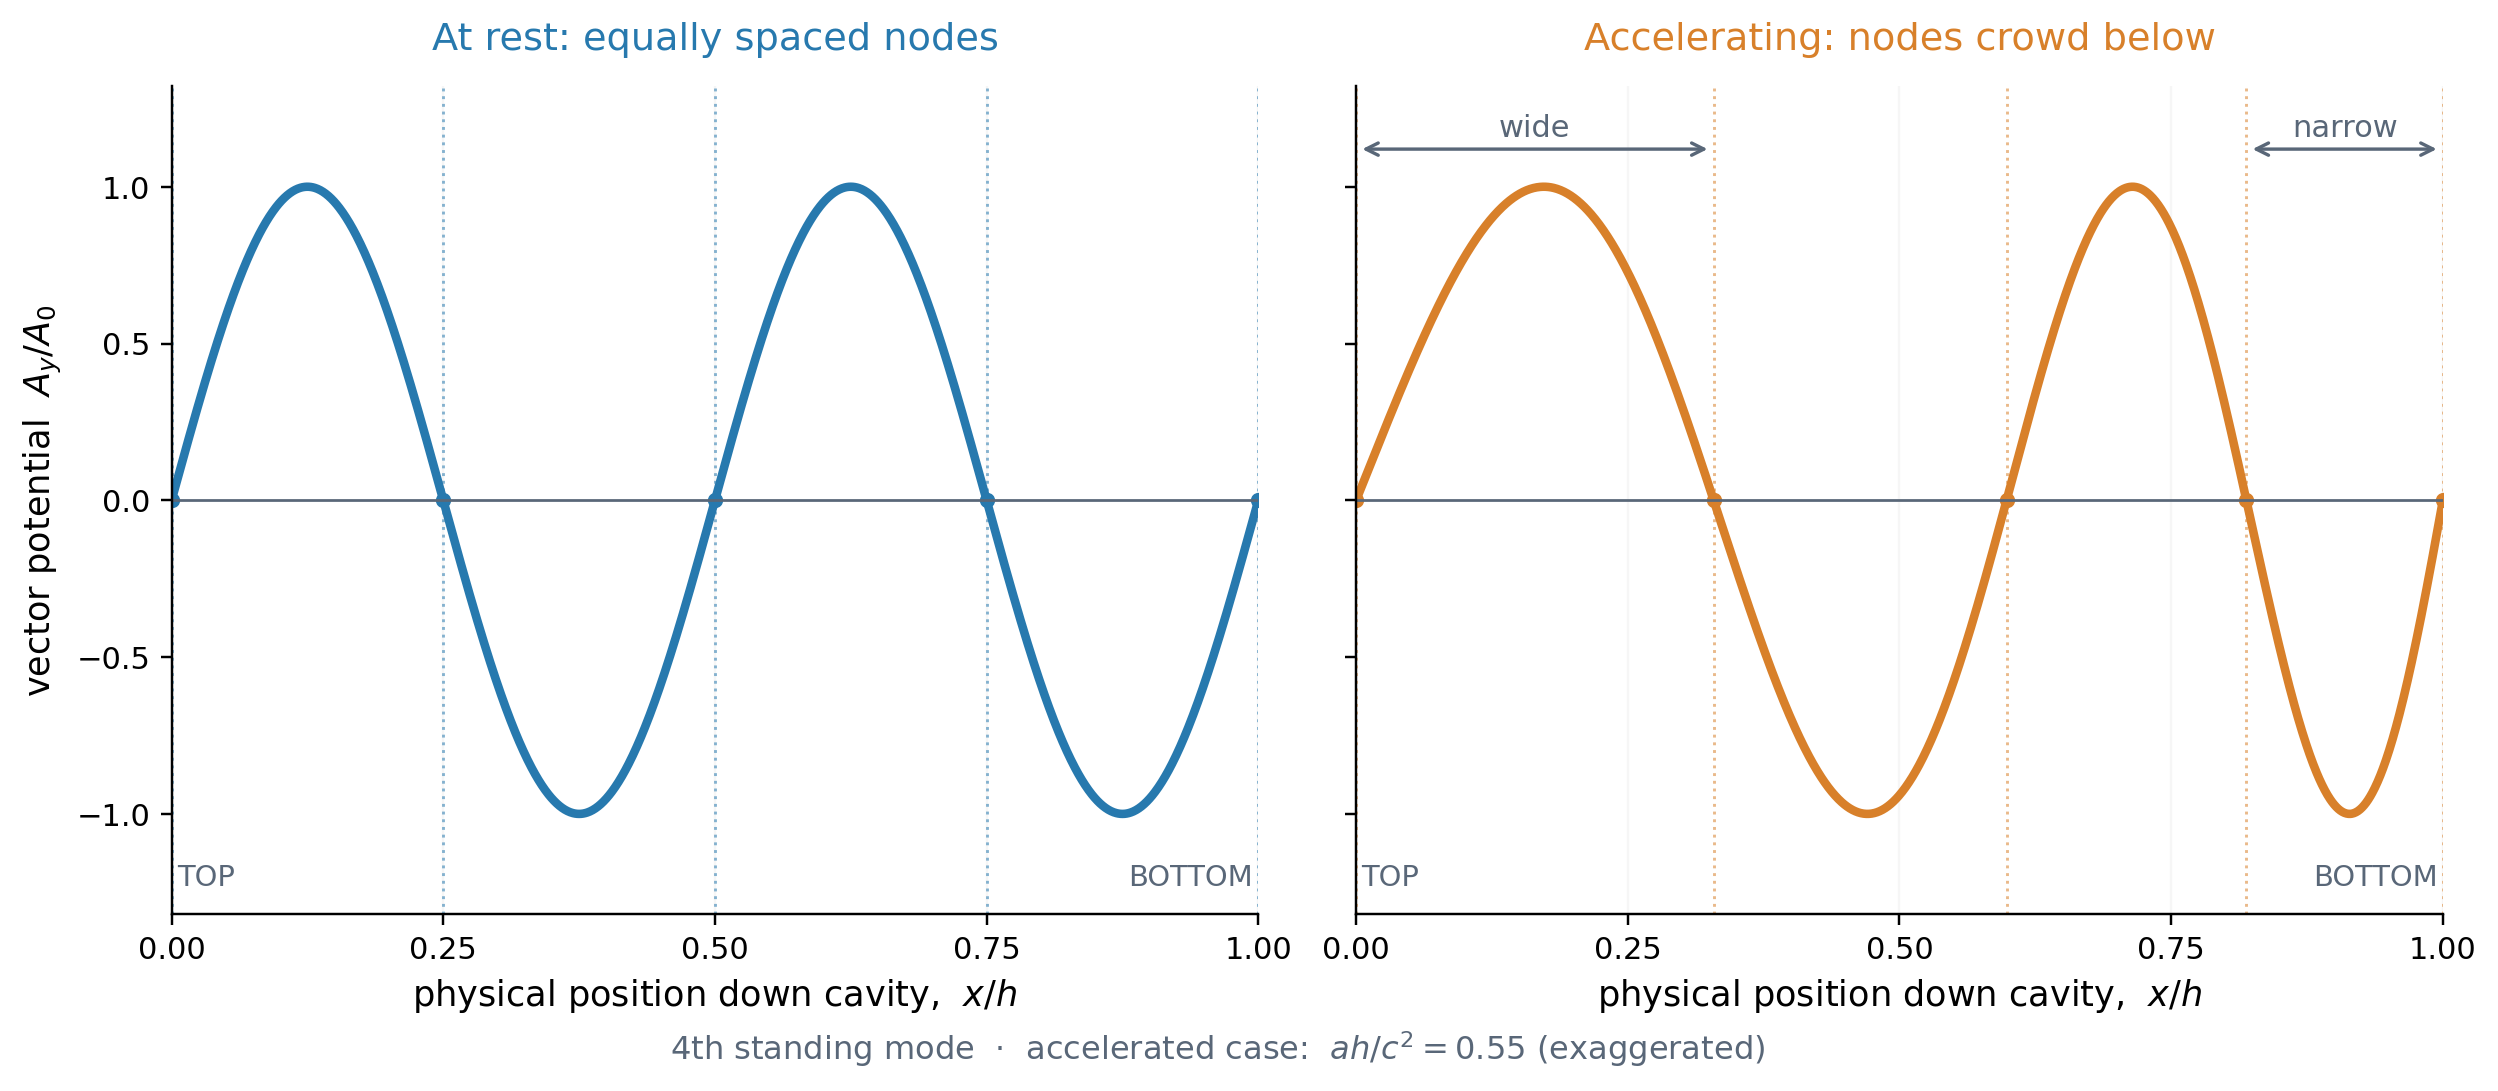 At rest: equally spaced nodes
vector potential A_y/A_0
1.0
0.5
0.0
−0.5
−1.0
TOP
BOTTOM
0.00 0.25 0.50 0.75 1.00
physical position down cavity, x/h
Accelerating: nodes crowd below
wide
narrow
TOP
BOTTOM
0.00 0.25 0.50 0.75 1.00
physical position down cavity, x/h
4th standing mode · accelerated case: ah/c² = 0.55 (exaggerated)